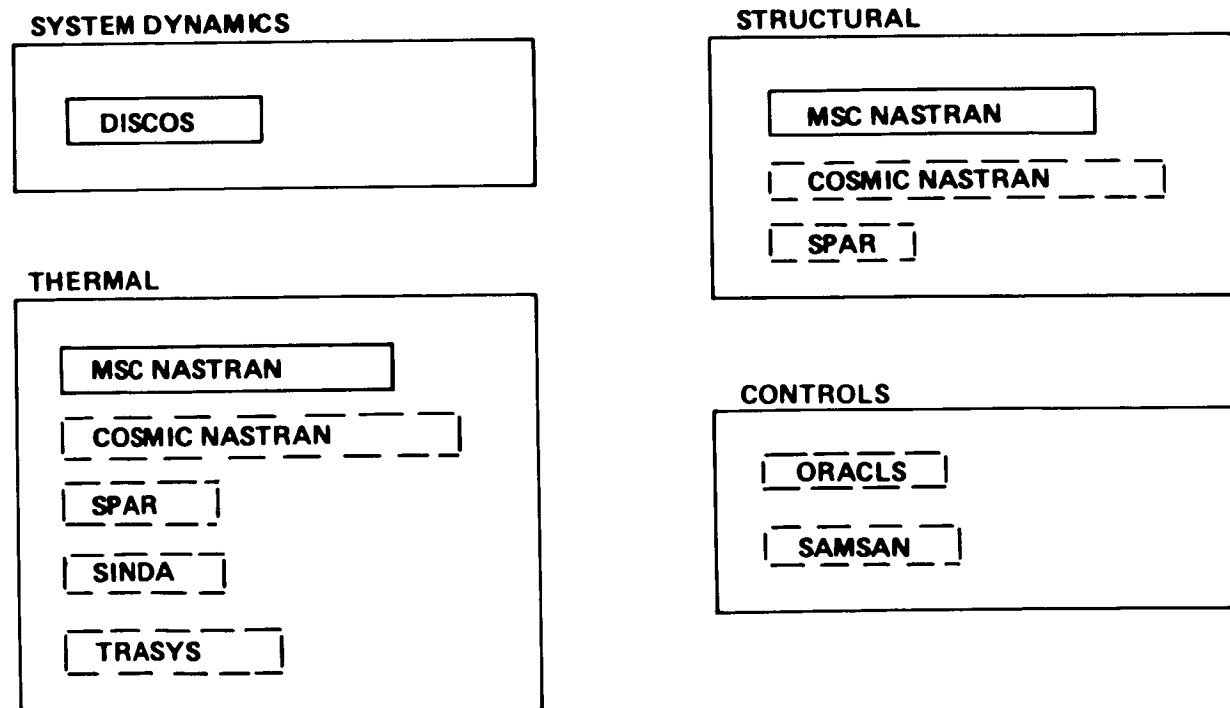 SYSTEM DYNAMICS
DISCOS
THERMAL
MSC NASTRAN
COSMIC NASTRAN
SPAR
SINDA
TRASYS
STRUCTURAL
MSC NASTRAN
COSMIC NASTRAN
SPAR
CONTROLS
ORACLS
SAMSAN